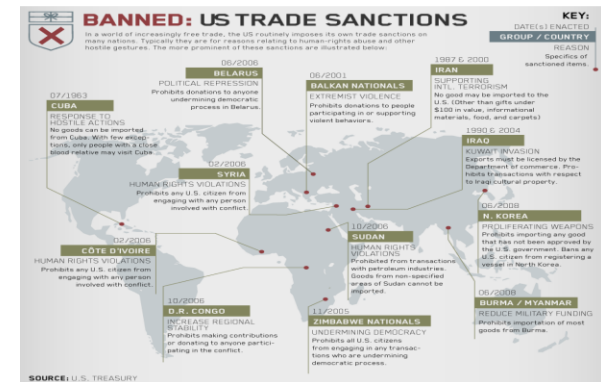 BANNED: US TRADE SANCTIONS
In a world of increasingly free trade, the US routinely imposes its own trade sanctions on
many nations. Typically they are for reasons relating to human-rights abuse and other
hostile gestures. The more prominent of these sanctions are illustrated below:
KEY:
DATE(s) ENACTED
GROUP / COUNTRY
REASON
Specifics of
sanctioned items.
07/1963
CUBA
RESPONSE TO
HOSTILE ACTIONS
No goods can be imported
from Cuba. With few excep-
tions, only people with a close
blood relative may visit Cuba.
06/2006
BELARUS
POLITICAL REPRESSION
Prohibits donations to anyone
undermining democratic
process in Belarus.
06/2001
BALKAN NATIONALS
EXTREMIST VIOLENCE
Prohibits donations to people
participating in or supporting
violent behaviors.
1987 & 2000
IRAN
SUPPORTING
INTL. TERRORISM
No good may be imported to the
U.S. (Other than gifts under
$100 in value, informational
materials, food, and carpets)
1990 & 2004
IRAQ
KUWAIT INVASION
Exports must be licensed by the
Department of commerce. Pro-
hibits transactions with respect
to Iraqi cultural property.
02/2006
SYRIA
HUMAN RIGHTS VIOLATIONS
Prohibits any U.S. citizen from
engaging with any person
involved with conflict.
02/2006
CÔTE D'IVOIRE
HUMAN RIGHTS VIOLATIONS
Prohibits any U.S. citizen from
engaging with any person
involved with conflict.
10/2006
SUDAN
HUMAN RIGHTS
VIOLATIONS
Prohibited from transactions
with petroleum industries.
Goods from non-specified
areas of Sudan cannot be
imported.
06/2008
N. KOREA
PROLIFERATING WEAPONS
Prohibits importing any good
that has not been approved by
the U.S. government. Bans any
U.S. citizen from registering a
vessel in North Korea.
10/2006
D.R. CONGO
INCREASE REGIONAL
STABILITY
Prohibits making contributions
or donating to anyone partici-
pating in the conflict.
11/2005
ZIMBABWE NATIONALS
UNDERMINING DEMOCRACY
Prohibits all U.S. citizens
from engaging in any transac-
tions who are undermining
democratic process.
06/2008
BURMA / MYANMAR
REDUCE MILITARY FUNDING
Prohibits importation of most
goods from Burma.
SOURCE: U.S. TREASURY